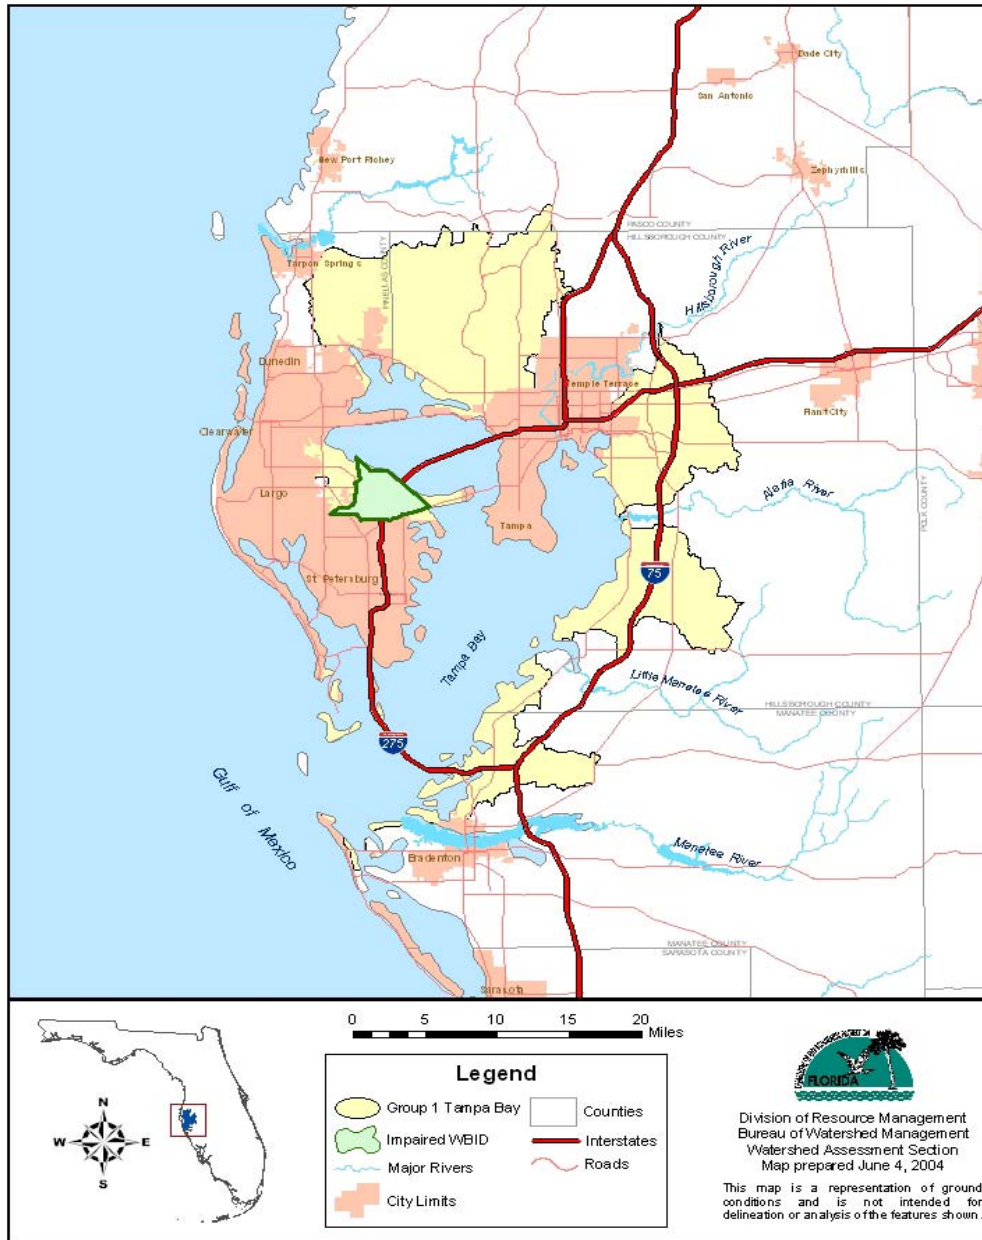 Dade City
San Antonio
New Port Richey
Zephyrhills
PASCO COUNTY
HILLSBOROUGH COUNTY
Hillsborough River
Tarpon Springs
PINELLAS COUNTY
Dunedin
Temple Terrace
Plant City
Clearwater
Largo
Alafia River
POLK COUNTY
Tampa
St Petersburg
75
Tampa Bay
Little Manatee River
HILLSBOROUGH COUNTY
MANATEE COUNTY
275
Gulf of Mexico
Bradenton
Manatee River
MANATEE COUNTY
SARASOTA COUNTY
Sarasota
0 5 10 15 20
Miles
N
W E
S
Legend
Group 1 Tampa Bay
Counties
Impaired WBID
Interstates
Major Rivers
Roads
City Limits
FLORIDA
Division of Resource Management
Bureau of Watershed Management
Watershed Assessment Section
Map prepared June 4, 2004
This map is a representation of ground
conditions and is not intended for
delineation or analysis of the features shown.